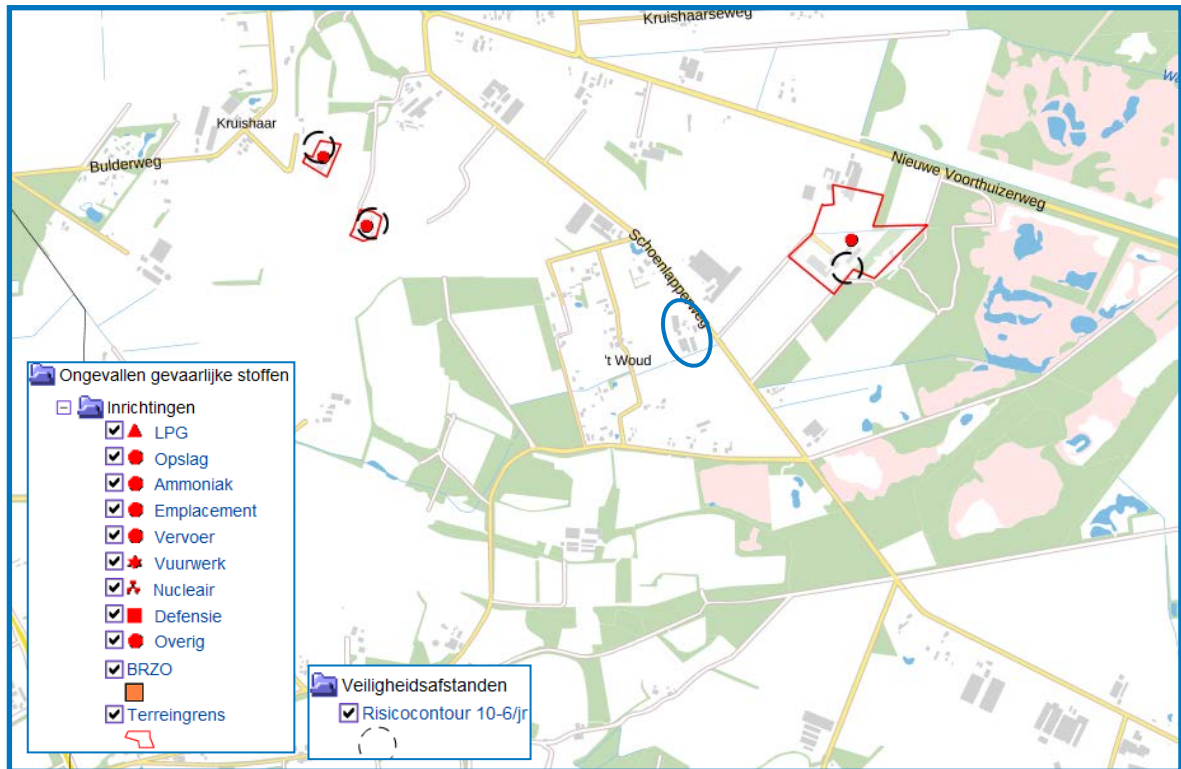 Kruishaarseweg
Kruishaar
Bulderweg
Nieuwe Voorthuizerweg
Schoenlapperweg
't Woud
Ongevallen gevaarlijke stoffen
Inrichtingen
LPG
Opslag
Ammoniak
Emplacement
Vervoer
Vuurwerk
Nucleair
Defensie
Overig
BRZO
Terreingrens
Veiligheidsafstanden
Risicocontour 10-6/jr